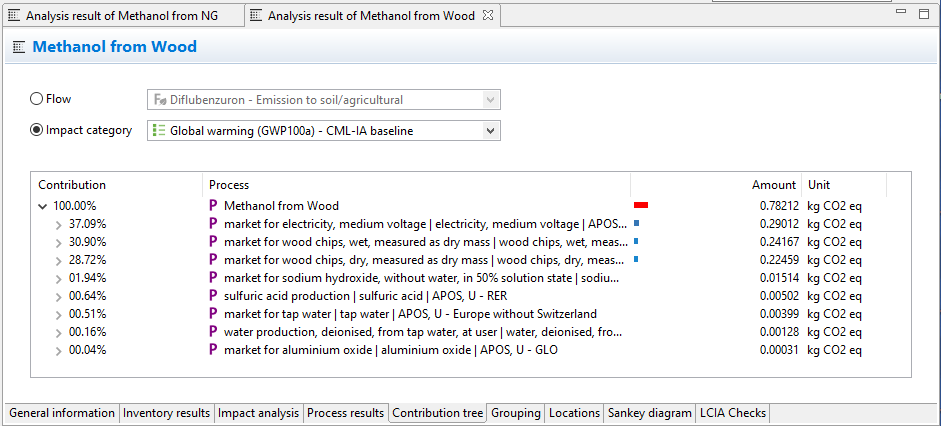 Analysis result of Methanol from NG Analysis result of Methanol from Wood
Methanol from Wood
Flow Diflubenzuron - Emission to soil/agricultural
Impact category Global warming (GWP100a) - CML-IA baseline
Contribution Process Amount Unit
100.00% P Methanol from Wood 0.78212 kg CO2 eq
37.09% P market for electricity, medium voltage | electricity, medium voltage | APOS... 0.29012 kg CO2 eq
30.90% P market for wood chips, wet, measured as dry mass | wood chips, wet, meas... 0.24167 kg CO2 eq
28.72% P market for wood chips, dry, measured as dry mass | wood chips, dry, meas... 0.22459 kg CO2 eq
01.94% P market for sodium hydroxide, without water, in 50% solution state | sodiu... 0.01514 kg CO2 eq
00.64% P sulfuric acid production | sulfuric acid | APOS, U - RER 0.00502 kg CO2 eq
00.51% P market for tap water | tap water | APOS, U - Europe without Switzerland 0.00399 kg CO2 eq
00.16% P water production, deionised, from tap water, at user | water, deionised, fro... 0.00128 kg CO2 eq
00.04% P market for aluminium oxide | aluminium oxide | APOS, U - GLO 0.00031 kg CO2 eq
General information Inventory results Impact analysis Process results Contribution tree Grouping Locations Sankey diagram LCIA Checks